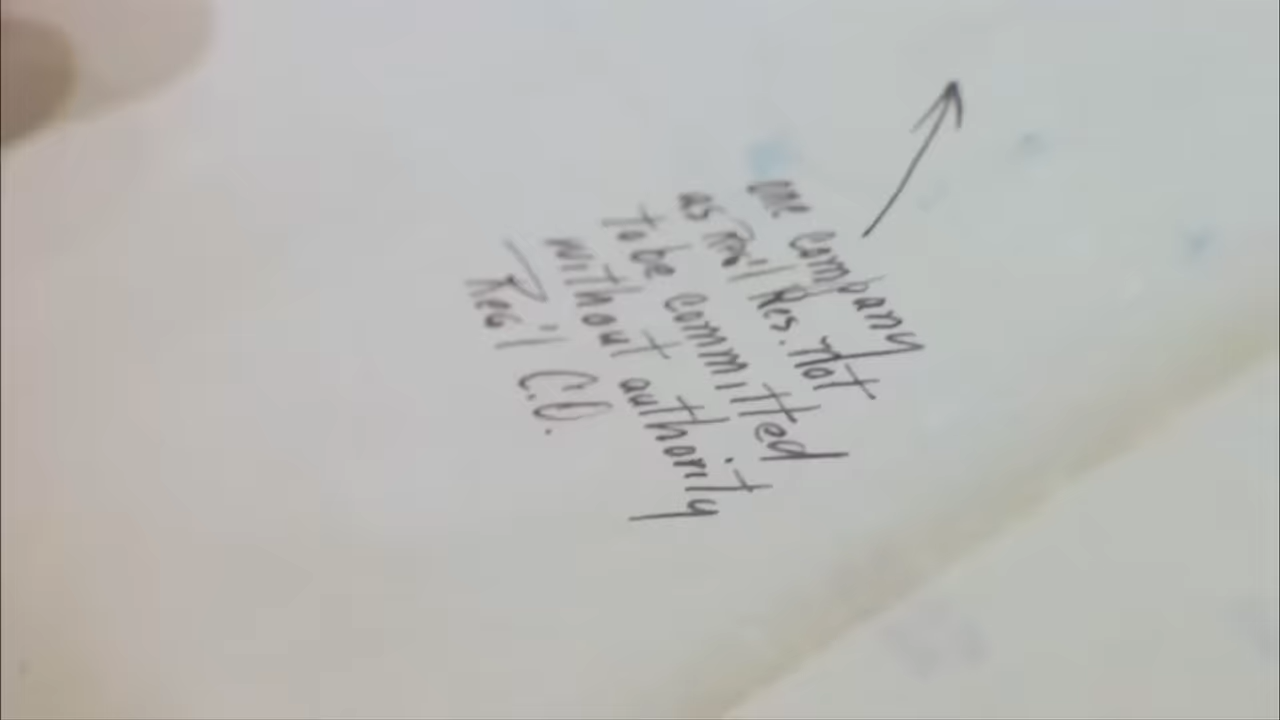 one company
as Reg'l Res. Not
to be committed
without authority
Reg'l C.O.